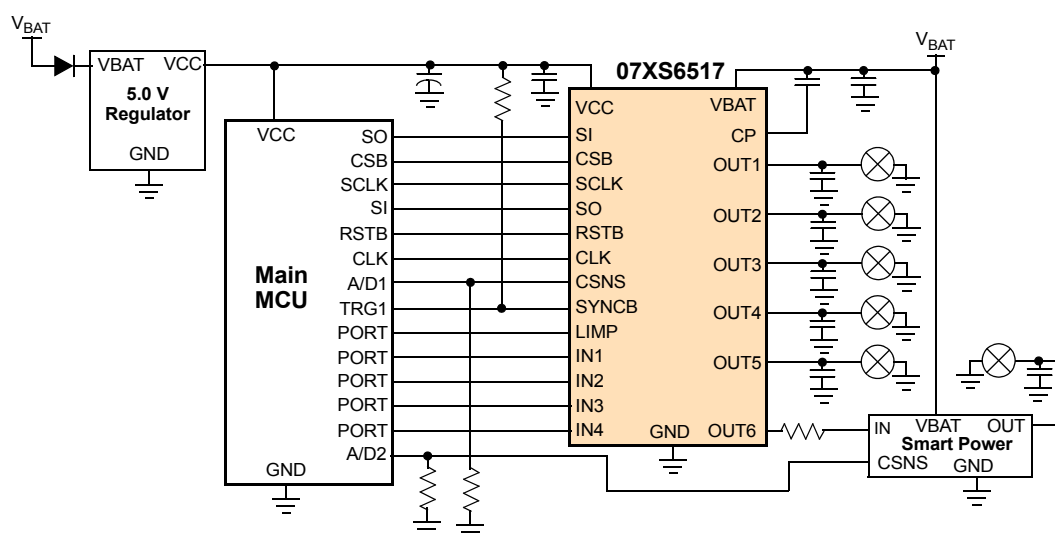 VBAT
VBAT VCC
5.0 V
Regulator
GND
VCC
SO
CSB
SCLK
SI
RSTB
CLK
A/D1
TRG1
PORT
PORT
PORT
PORT
PORT
A/D2
Main
MCU
GND
07XS6517
VCC
SI
CSB
SCLK
SO
RSTB
CLK
CSNS
SYNCB
LIMP
IN1
IN2
IN3
IN4
VBAT
CP
OUT1
OUT2
OUT3
OUT4
OUT5
GND OUT6
VBAT
IN VBAT OUT
Smart Power
CSNS GND